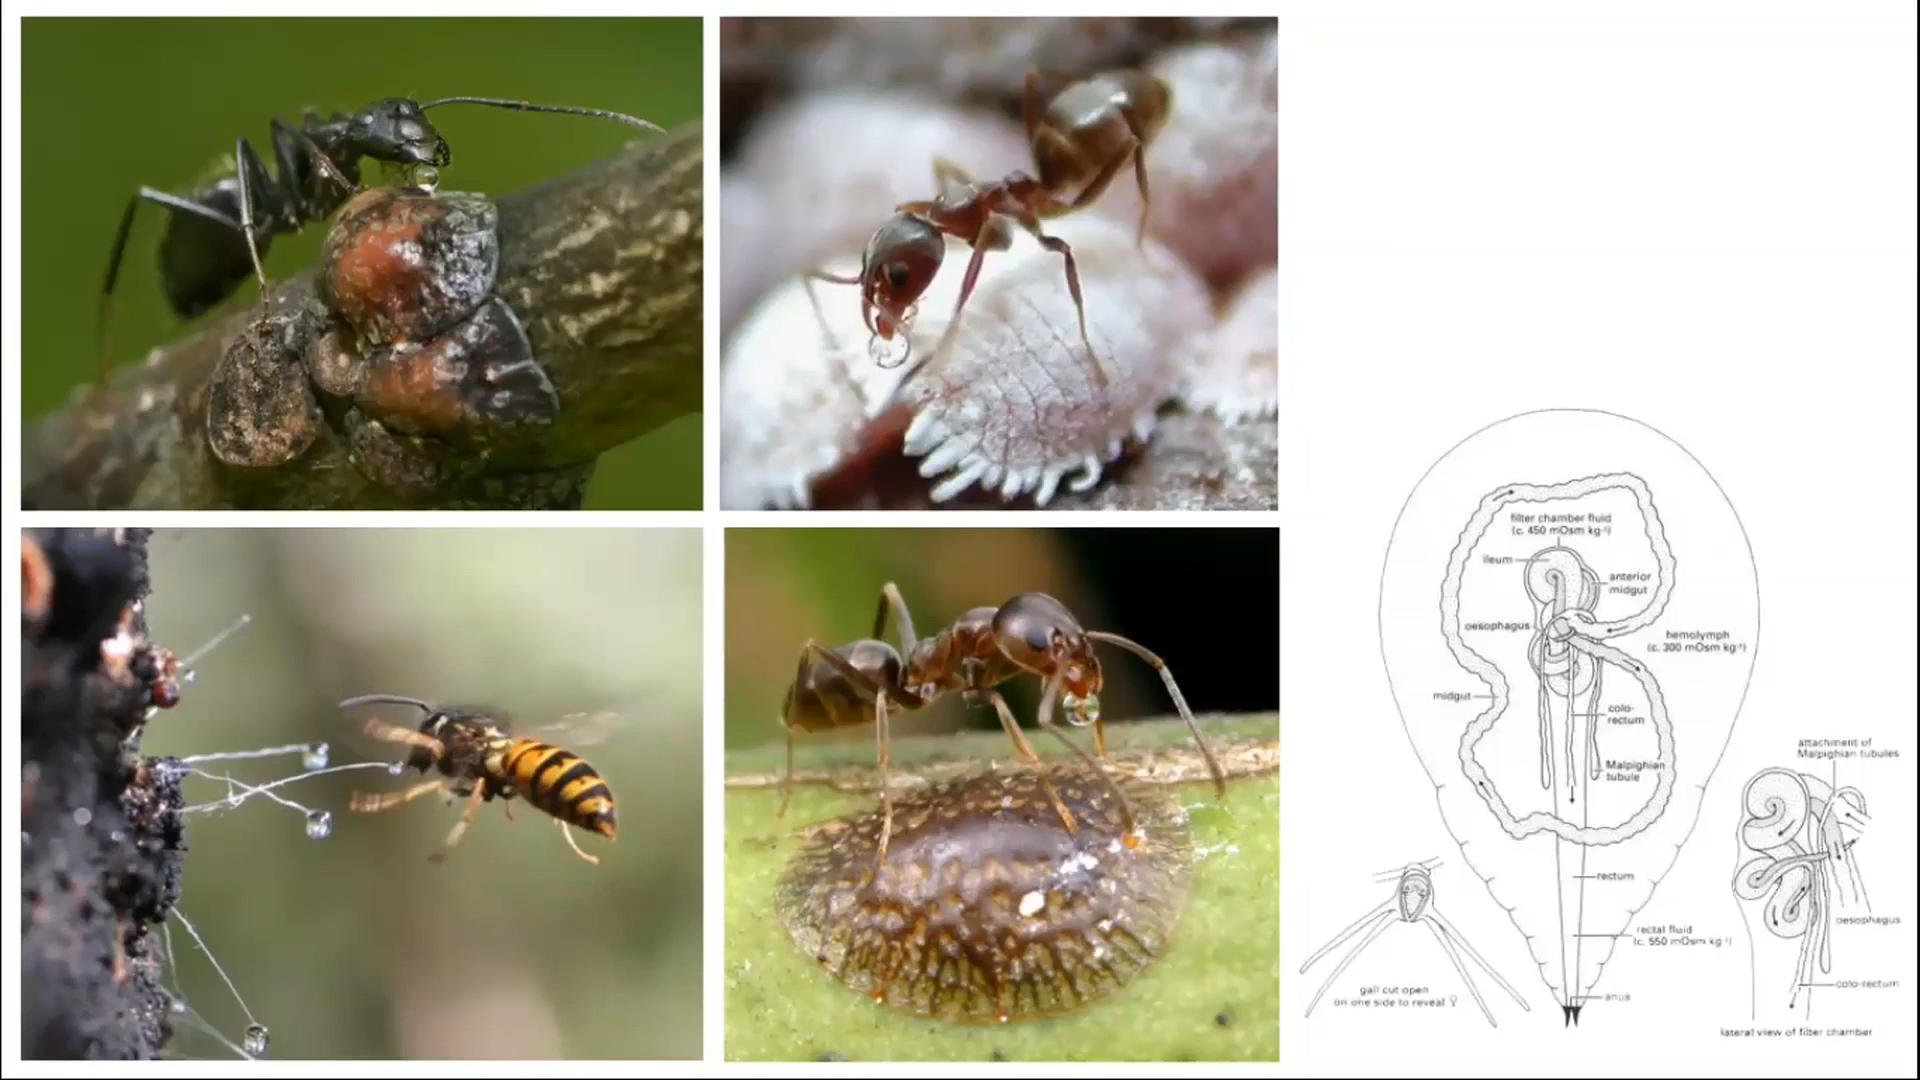 filter chamber fluid
(c. 450 mOsm kg⁻¹)
ileum
anterior
midgut
oesophagus
hemolymph
(c. 300 mOsm kg⁻¹)
midgut
colo-
rectum
attachment of
Malpighian tubules
Malpighian
tubule
rectum
oesophagus
rectal fluid
(c. 550 mOsm kg⁻¹)
colo-rectum
gall cut open
on one side to reveal ♀
anus
lateral view of filter chamber